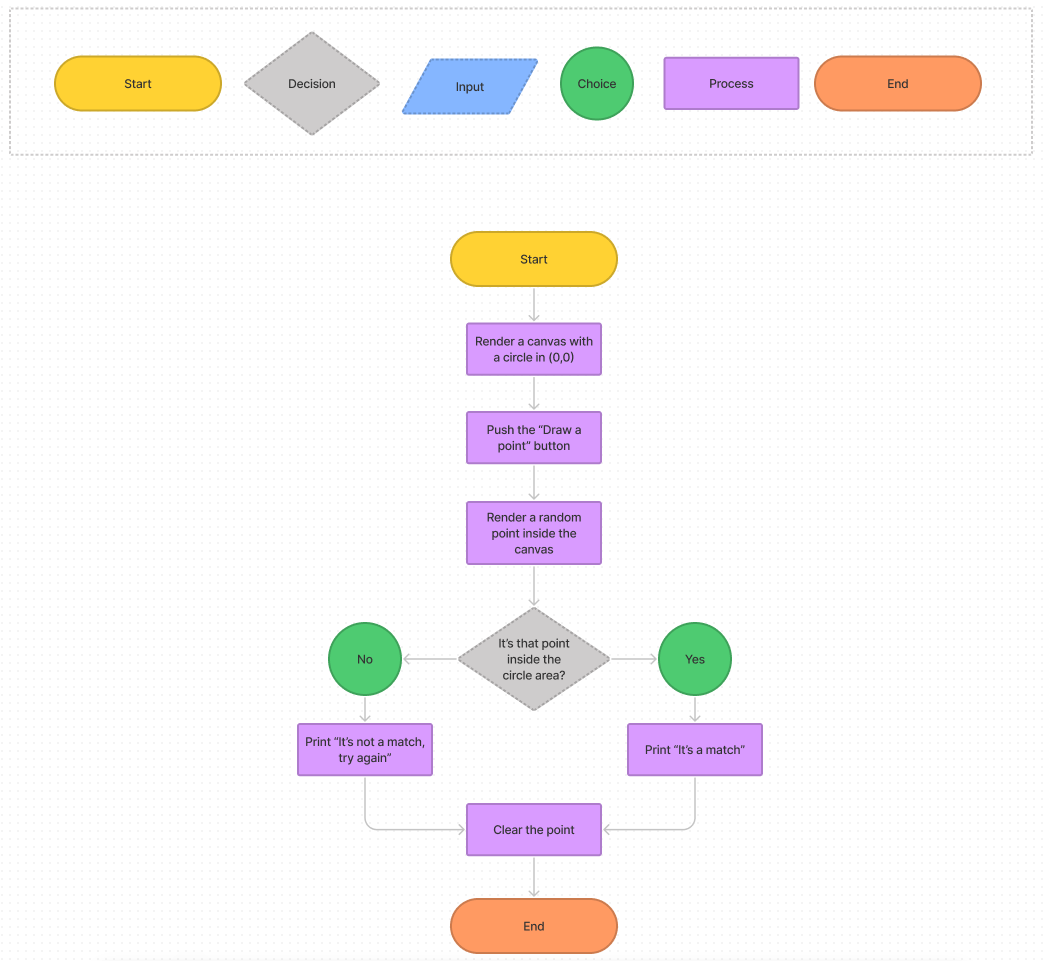 Start
Decision
Input
Choice
Process
End
Start
Render a canvas with
a circle in (0,0)
Push the “Draw a
point” button
Render a random
point inside the
canvas
It’s that point
inside the
circle area?
No
Yes
Print “It’s not a match,
try again”
Print “It’s a match”
Clear the point
End